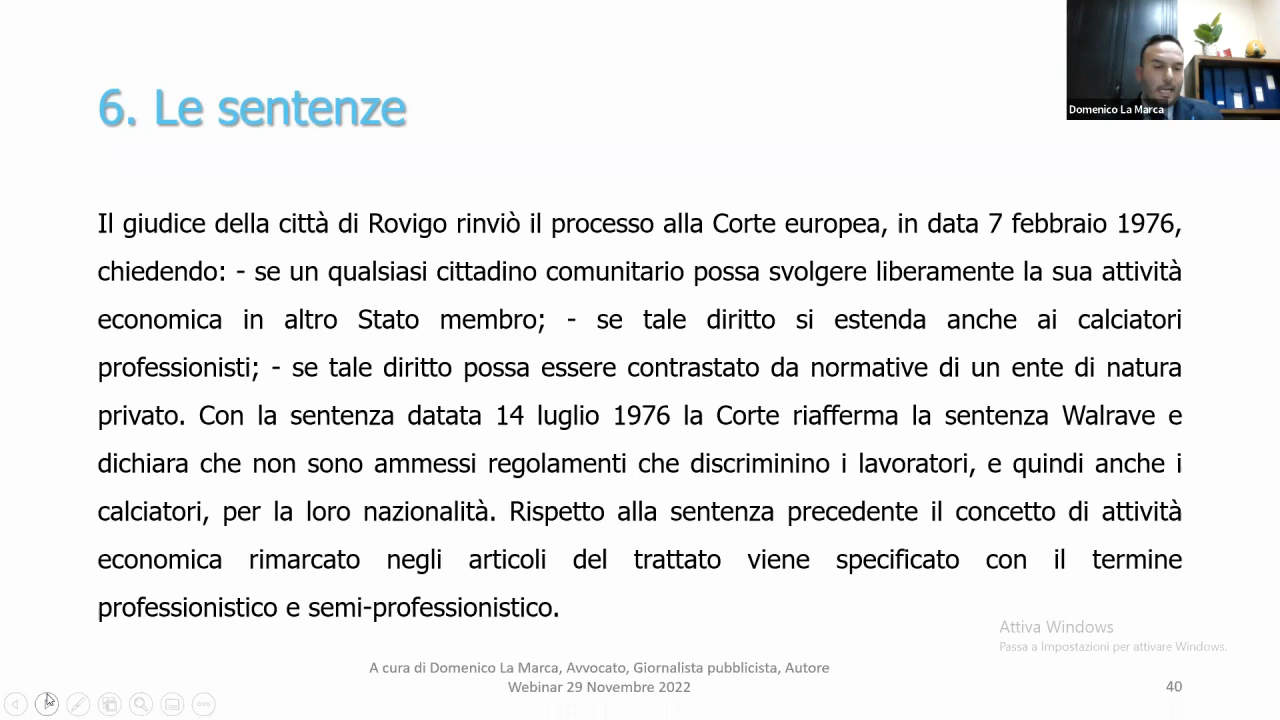 Domenico La Marca
6. Le sentenze
Il giudice della città di Rovigo rinviò il processo alla Corte europea, in data 7 febbraio 1976,
chiedendo: - se un qualsiasi cittadino comunitario possa svolgere liberamente la sua attività
economica in altro Stato membro; - se tale diritto si estenda anche ai calciatori
professionisti; - se tale diritto possa essere contrastato da normative di un ente di natura
privato. Con la sentenza datata 14 luglio 1976 la Corte riafferma la sentenza Walrave e
dichiara che non sono ammessi regolamenti che discriminino i lavoratori, e quindi anche i
calciatori, per la loro nazionalità. Rispetto alla sentenza precedente il concetto di attività
economica rimarcato negli articoli del trattato viene specificato con il termine
professionistico e semi-professionistico.
Attiva Windows
Passa a Impostazioni per attivare Windows.
A cura di Domenico La Marca, Avvocato, Giornalista pubblicista, Autore
Webinar 29 Novembre 2022
40